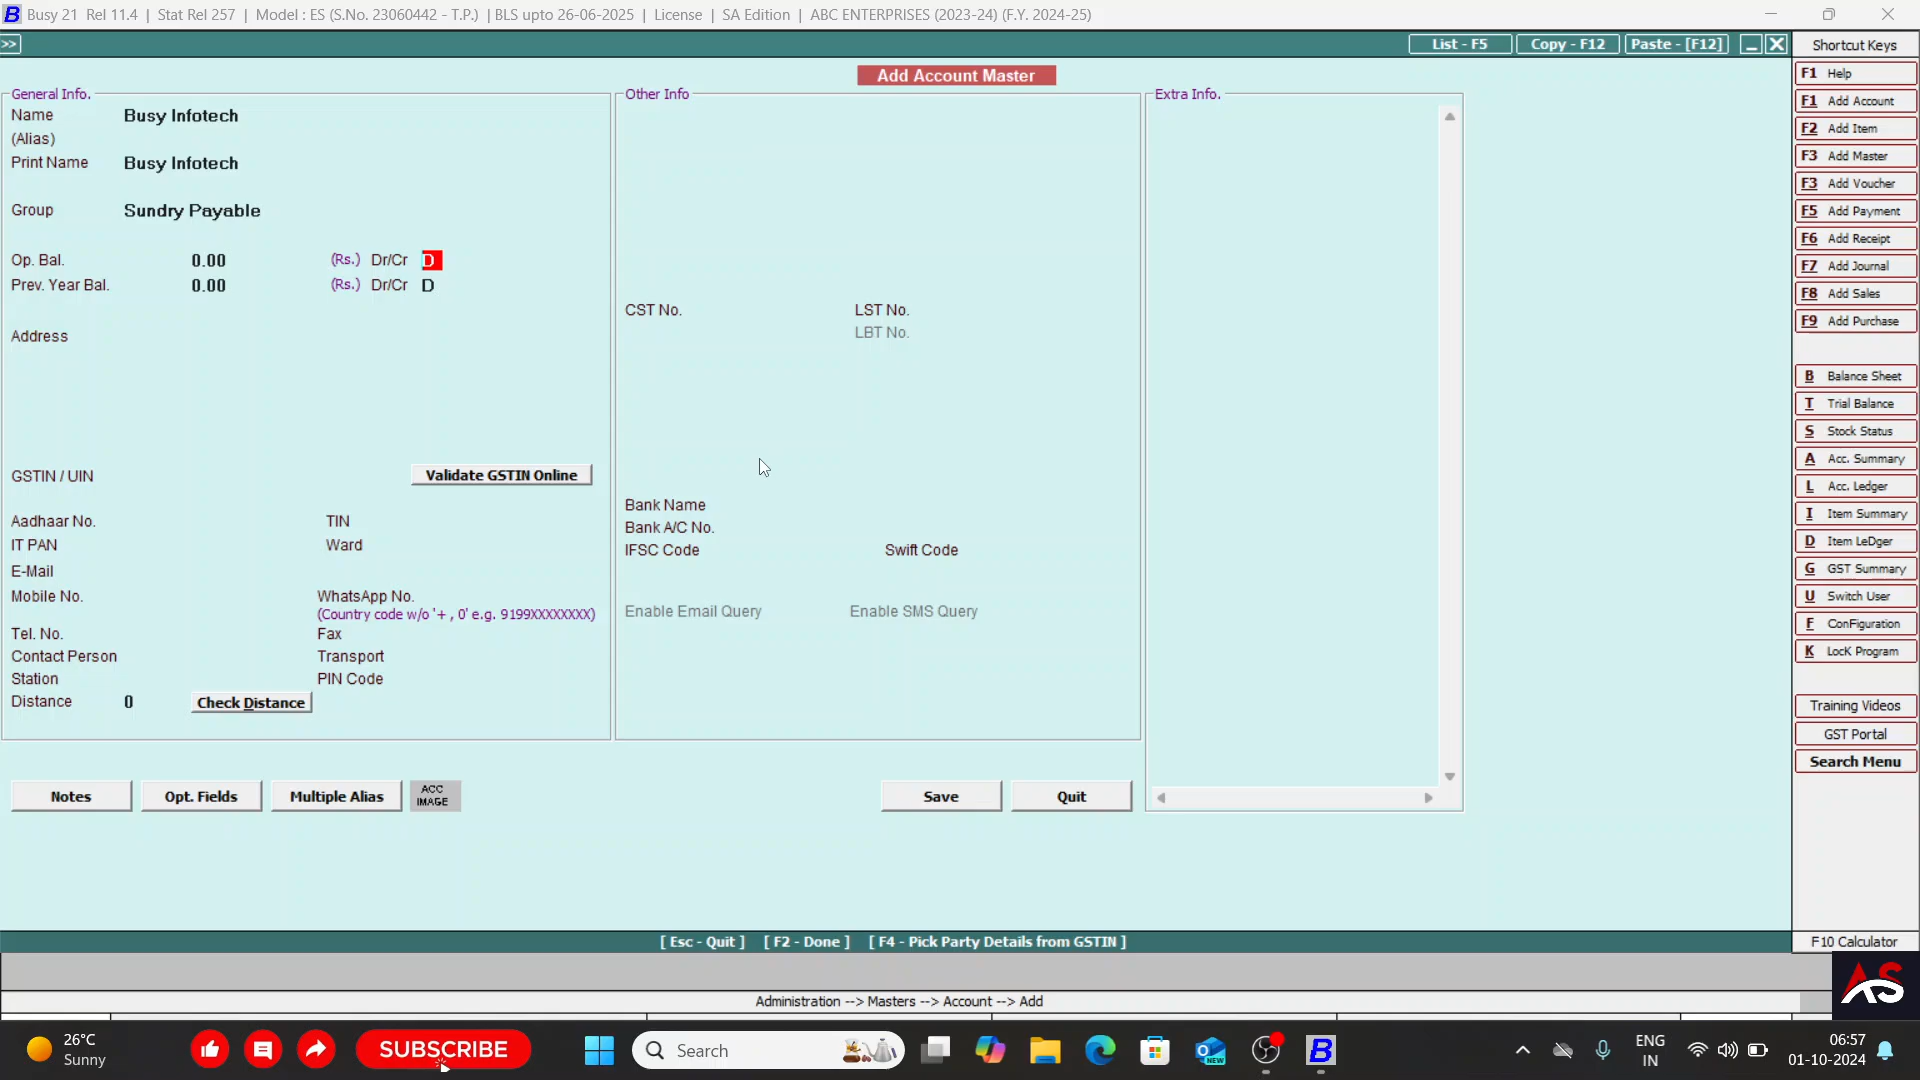 Busy 21 Rel 11.4 | Stat Rel 257 | Model : ES (S.No. 23060442 - T.P.) | BLS upto 26-06-2025 | License | SA Edition | ABC ENTERPRISES (2023-24) (F.Y. 2024-25)
>> List - F5 Copy - F12 Paste - [F12] Shortcut Keys
Add Account Master
General Info.
Name Busy Infotech
(Alias)
Print Name Busy Infotech
Group Sundry Payable
Op. Bal. 0.00 (Rs.) Dr/Cr D
Prev. Year Bal. 0.00 (Rs.) Dr/Cr D
Address
GSTIN / UIN Validate GSTIN Online
Aadhaar No. TIN
IT PAN Ward
E-Mail
Mobile No. WhatsApp No.
(Country code w/o '+ , 0' e.g. 9199XXXXXXXX)
Tel. No. Fax
Contact Person Transport
Station PIN Code
Distance 0 Check Distance
Other Info
CST No. LST No.
LBT No.
Bank Name
Bank A/C No.
IFSC Code Swift Code
Enable Email Query Enable SMS Query
Extra Info.
Notes Opt. Fields Multiple Alias ACC IMAGE Save Quit
F1 Help
F1 Add Account
F2 Add Item
F3 Add Master
F3 Add Voucher
F5 Add Payment
F6 Add Receipt
F7 Add Journal
F8 Add Sales
F9 Add Purchase
B Balance Sheet
T Trial Balance
S Stock Status
A Acc. Summary
L Acc. Ledger
I Item Summary
D Item LeDger
G GST Summary
U Switch User
F ConFiguration
K LocK Program
Training Videos
GST Portal
Search Menu
[ Esc - Quit ] [ F2 - Done ] [ F4 - Pick Party Details from GSTIN ] F10 Calculator
AS
Administration --> Masters --> Account --> Add
26°C
Sunny
SUBSCRIBE
Search
NEW
B
ENG
IN
06:57
01-10-2024